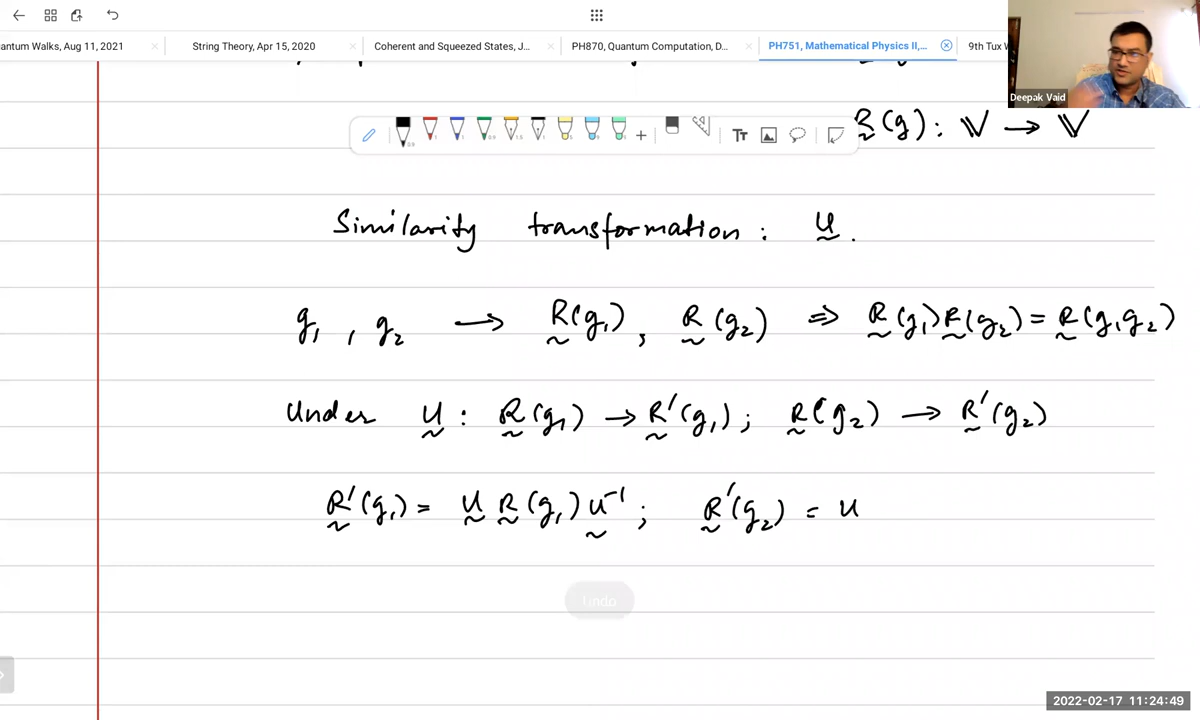 antum Walks, Aug 11, 2021 × String Theory, Apr 15, 2020 × Coherent and Squeezed States, J... × PH870, Quantum Computation, D... × PH751, Mathematical Physics II,... 9th Tux
Deepak Vaid
R(g) : 𝕍 → 𝕍
Similarity transformation : U .
g₁ , g₂ → R(g₁) , R(g₂) ⇒ R(g₁)R(g₂) = R(g₁g₂)
Under U : R(g₁) → R'(g₁) ; R(g₂) → R'(g₂)
R'(g₁) = U R(g₁) U⁻¹ ; R'(g₂) = U
Undo
2022-02-17 11:24:49